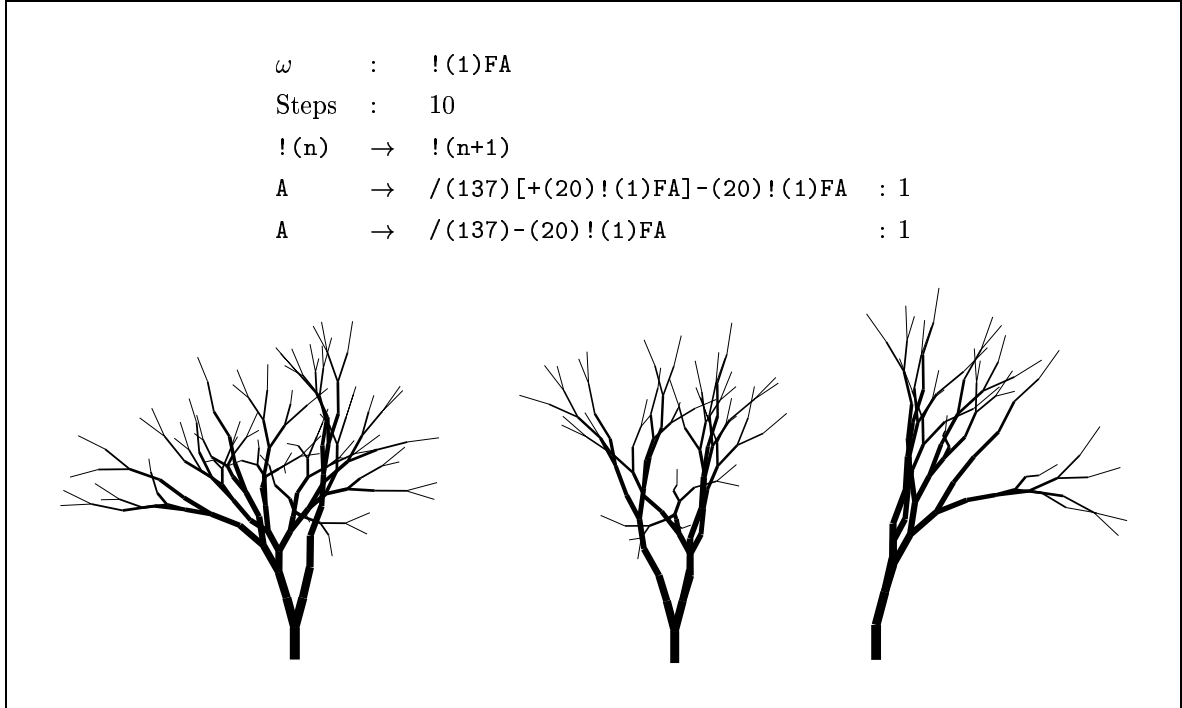 ω : !(1)FA
Steps : 10
!(n) → !(n+1)
A → /(137)[+(20)!(1)FA]-(20)!(1)FA : 1
A → /(137)-(20)!(1)FA : 1